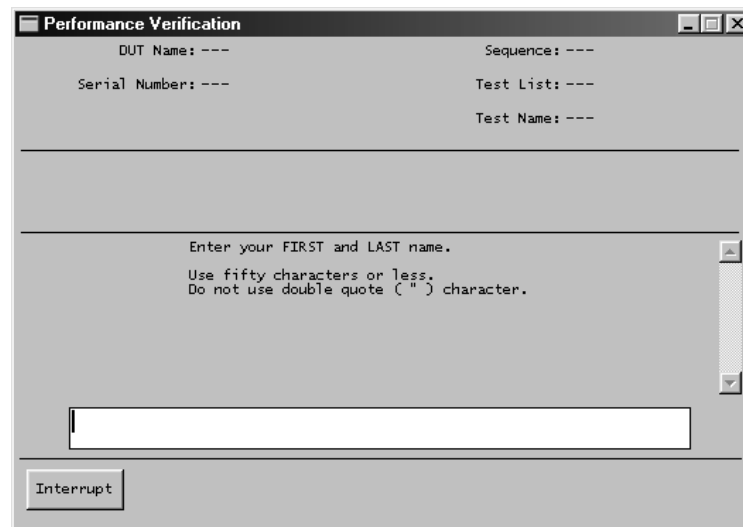 Performance Verification
DUT Name: --- Sequence: ---
Serial Number: --- Test List: ---
Test Name: ---
Enter your FIRST and LAST name.
Use fifty characters or less.
Do not use double quote ( " ) character.
Interrupt